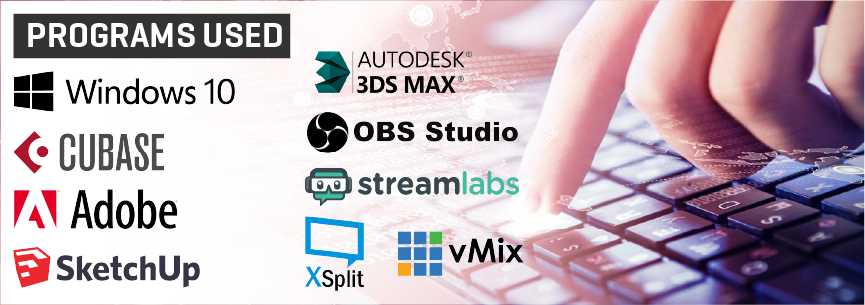 PROGRAMS USED
Windows 10
CUBASE
Adobe
SketchUp
AUTODESK®
3DS MAX®
OBS Studio
streamlabs
XSplit
vMix